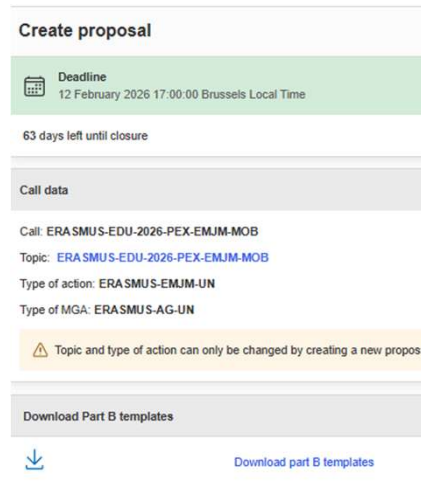 Create proposal
Deadline
12 February 2026 17:00:00 Brussels Local Time
63 days left until closure
Call data
Call: ERASMUS-EDU-2026-PEX-EMJM-MOB
Topic: ERASMUS-EDU-2026-PEX-EMJM-MOB
Type of action: ERASMUS-EMJM-UN
Type of MGA: ERASMUS-AG-UN
Topic and type of action can only be changed by creating a new propos
Download Part B templates
Download part B templates